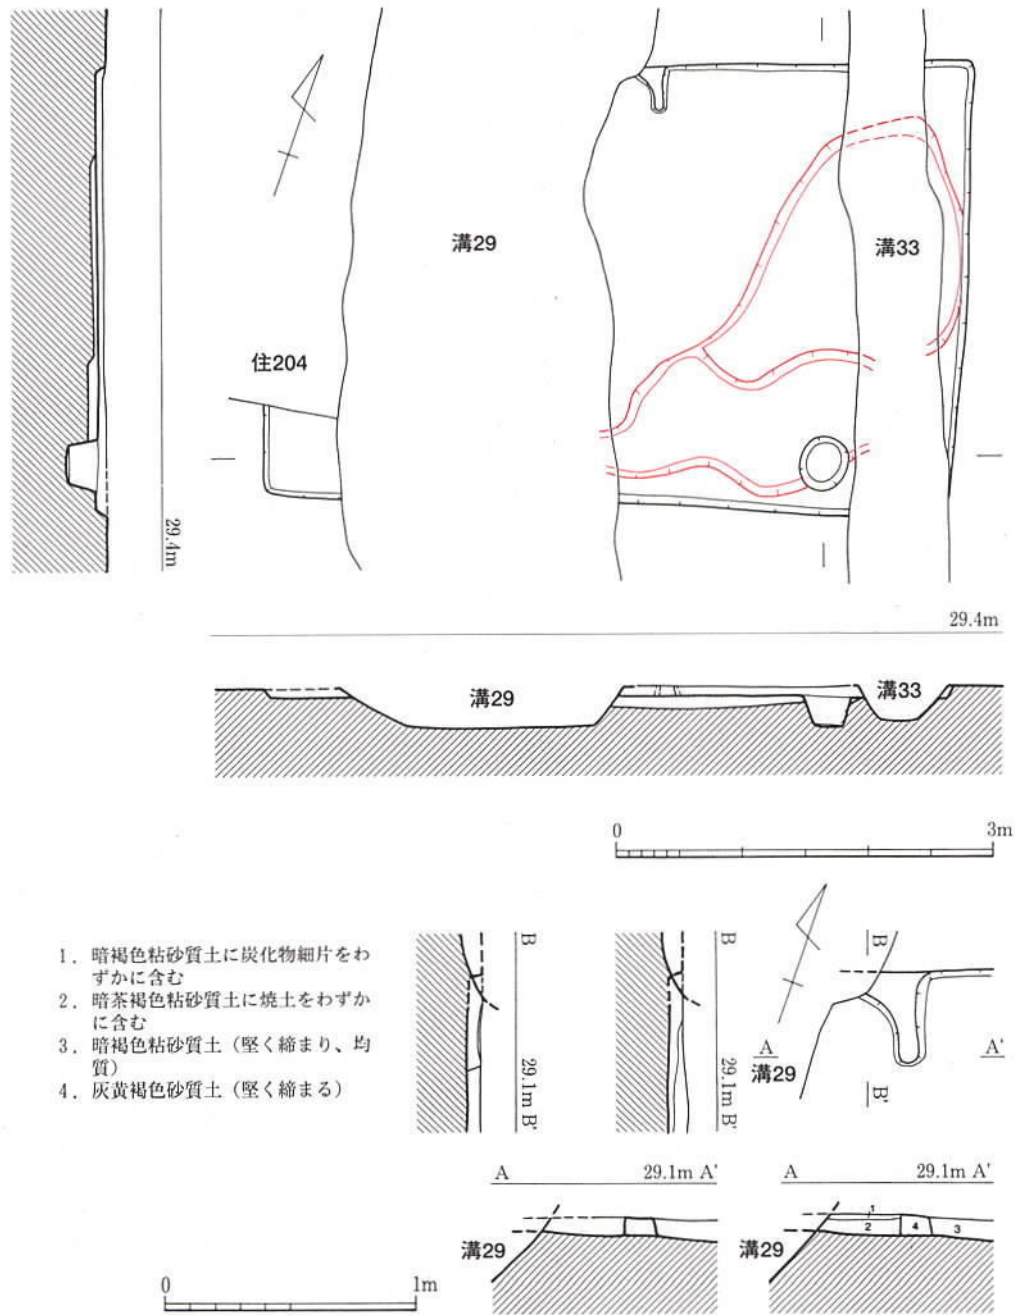 溝29
溝33
住204
29.4m
29.4m
溝29
溝33
0 3m
1. 暗褐色粘砂質土に炭化物細片をわ
ずかに含む
2. 暗茶褐色粘砂質土に焼土をわずか
に含む
3. 暗褐色粘砂質土（堅く締まり、均
質）
4. 灰黄褐色砂質土（堅く締まる）
B
29.1m B'
B
29.1m B'
B
A A'
溝29
B'
A 29.1m A'
溝29
A 29.1m A'
1
2 4 3
溝29
0 1m